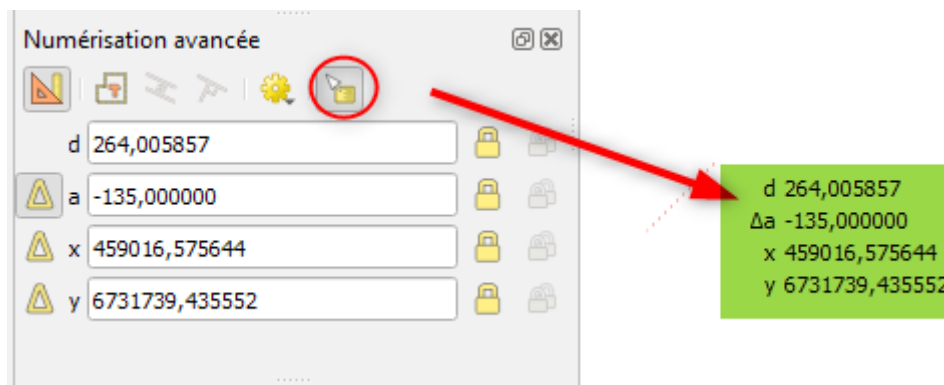 Numérisation avancée
d 264,005857
a -135,000000
x 459016,575644
y 6731739,435552
d 264,005857
Δa -135,000000
x 459016,575644
y 6731739,435552